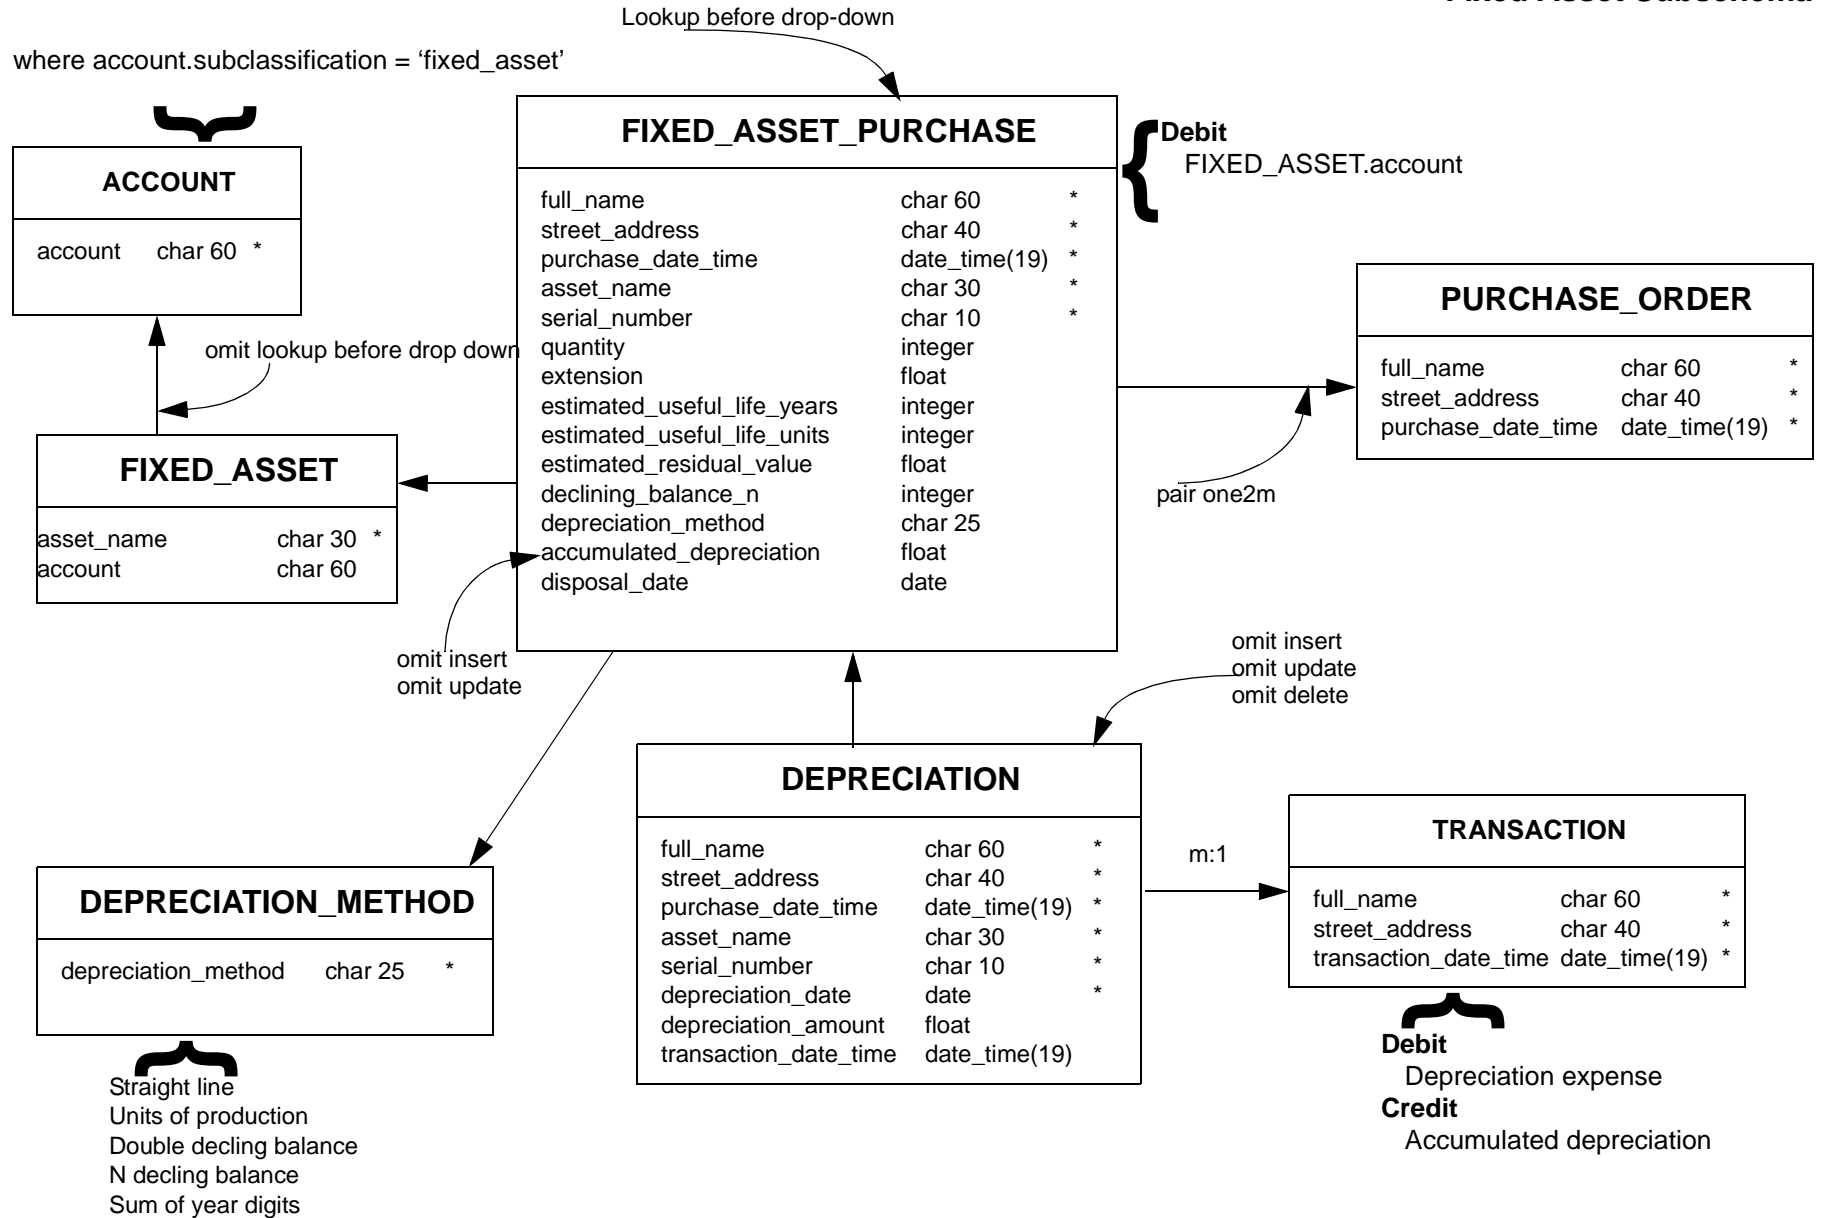 Lookup before drop-down
where account.subclassification = ‘fixed_asset’
ACCOUNT
account char 60 *
omit lookup before drop down
FIXED_ASSET
asset_name char 30 *
account char 60
FIXED_ASSET_PURCHASE
full_name char 60 *
street_address char 40 *
purchase_date_time date_time(19) *
asset_name char 30 *
serial_number char 10 *
quantity integer
extension float
estimated_useful_life_years integer
estimated_useful_life_units integer
estimated_residual_value float
declining_balance_n integer
depreciation_method char 25
accumulated_depreciation float
disposal_date date
Debit
FIXED_ASSET.account
PURCHASE_ORDER
full_name char 60 *
street_address char 40 *
purchase_date_time date_time(19) *
pair one2m
omit insert
omit update
omit insert
omit update
omit delete
DEPRECIATION
full_name char 60 *
street_address char 40 *
purchase_date_time date_time(19) *
asset_name char 30 *
serial_number char 10 *
depreciation_date date *
depreciation_amount float
transaction_date_time date_time(19)
m:1
TRANSACTION
full_name char 60 *
street_address char 40 *
transaction_date_time date_time(19) *
Debit
Depreciation expense
Credit
Accumulated depreciation
DEPRECIATION_METHOD
depreciation_method char 25 *
Straight line
Units of production
Double decling balance
N decling balance
Sum of year digits